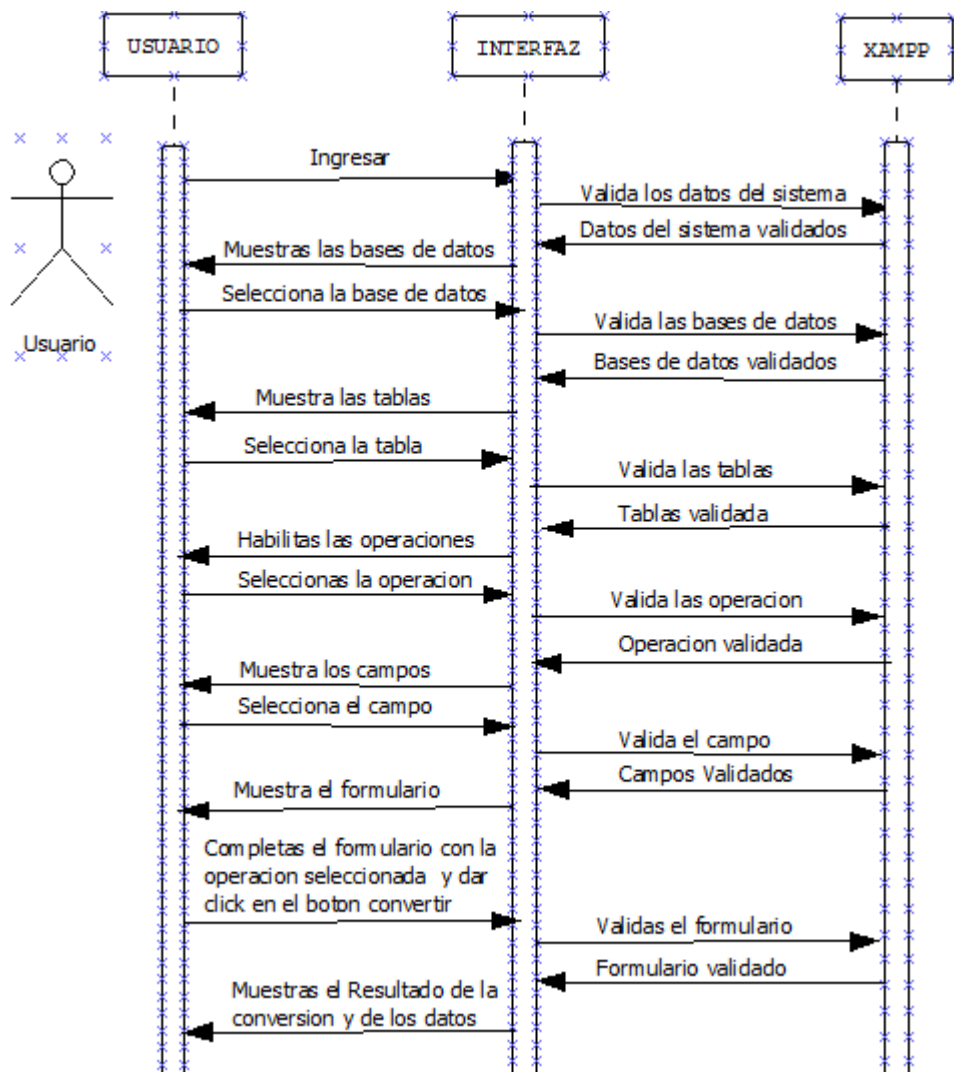 USUARIO
INTERFAZ
XAMPP
Ingresar
Valida los datos del sistema
Datos del sistema validados
Muestras las bases de datos
Selecciona la base de datos
Usuario
Valida las bases de datos
Bases de datos validados
Muestra las tablas
Selecciona la tabla
Valida las tablas
Tablas validada
Habilitas las operaciones
Seleccionas la operacion
Valida las operacion
Operacion validada
Muestra los campos
Selecciona el campo
Valida el campo
Campos Validados
Muestra el formulario
Completas el formulario con la
operacion seleccionada y dar
click en el boton convertir
Validas el formulario
Formulario validado
Muestras el Resultado de la
conversion y de los datos